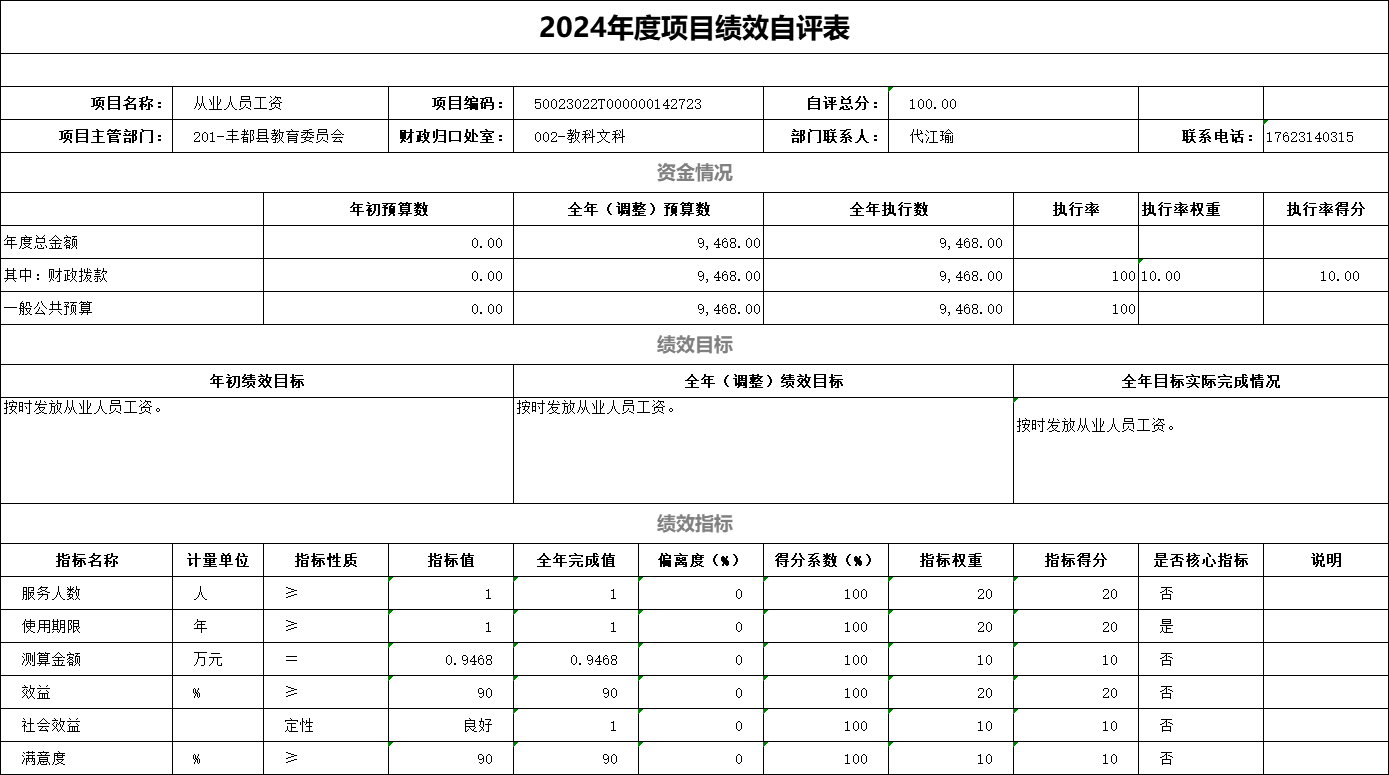 2024年度项目绩效自评表
项目名称： 从业人员工资 项目编码： 50023022T000000142723 自评总分： 100.00
项目主管部门： 201-丰都县教育委员会 财政归口处室： 002-教科文科 部门联系人： 代江瑜 联系电话： 17623140315
资金情况
年初预算数 全年（调整）预算数 全年执行数 执行率 执行率权重 执行率得分
年度总金额 0.00 9,468.00 9,468.00
其中：财政拨款 0.00 9,468.00 9,468.00 100 10.00 10.00
一般公共预算 0.00 9,468.00 9,468.00 100
绩效目标
年初绩效目标 全年（调整）绩效目标 全年目标实际完成情况
按时发放从业人员工资。 按时发放从业人员工资。 按时发放从业人员工资。
绩效指标
指标名称 计量单位 指标性质 指标值 全年完成值 偏离度（%） 得分系数（%） 指标权重 指标得分 是否核心指标 说明
服务人数 人 ≥ 1 1 0 100 20 20 否
使用期限 年 ≥ 1 1 0 100 20 20 是
测算金额 万元 ＝ 0.9468 0.9468 0 100 10 10 否
效益 % ≥ 90 90 0 100 20 20 否
社会效益 定性 良好 1 0 100 10 10 否
满意度 % ≥ 90 90 0 100 10 10 否